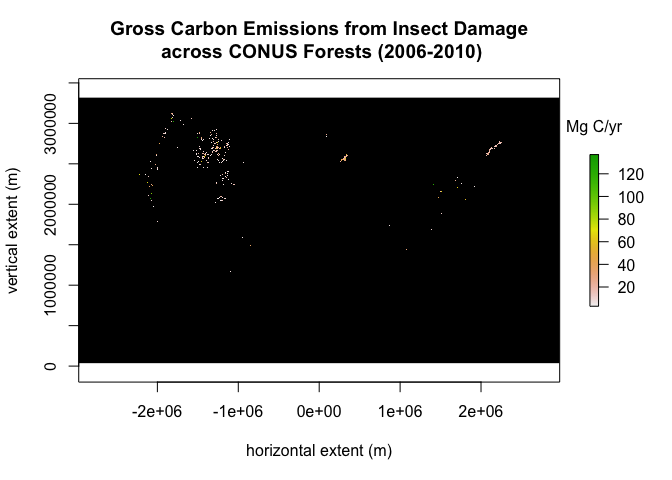 Gross Carbon Emissions from Insect Damage
across CONUS Forests (2006-2010)
Mg C/yr
120
100
80
60
40
20
vertical extent (m)
3000000
2000000
1000000
0
-2e+06 -1e+06 0e+00 1e+06 2e+06
horizontal extent (m)